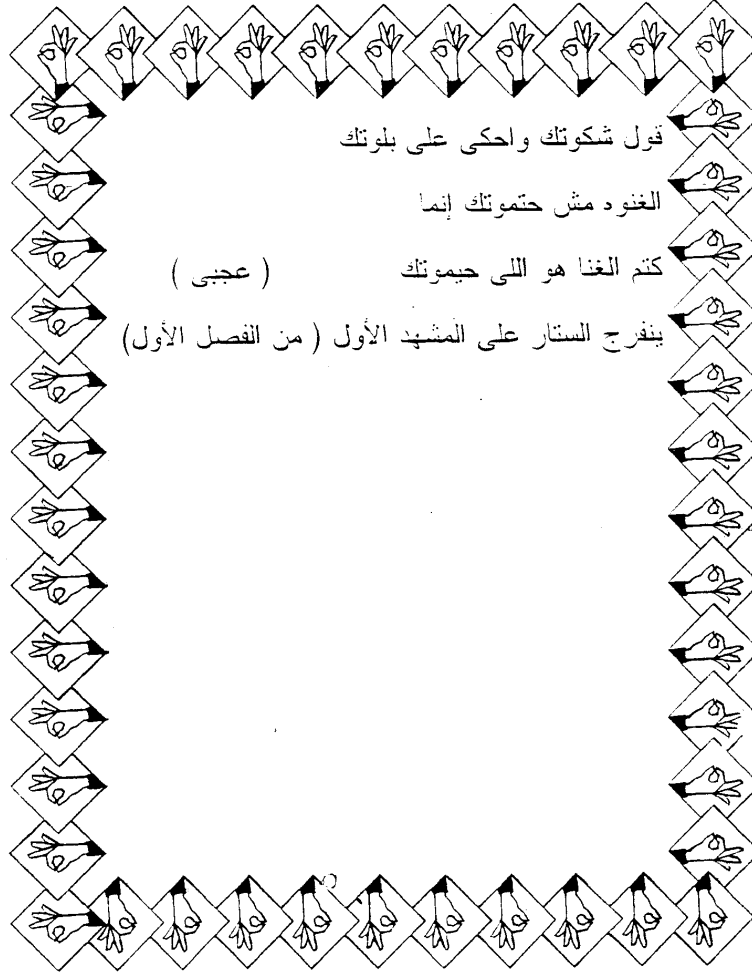 قول شكوتك واحكى على بلوتك
الغنوه مش حتموتك إنما
كتم الغنا هو اللى حيموتك ( عجبى )
ينفرج الستار على المشهد الأول ( من الفصل الأول)